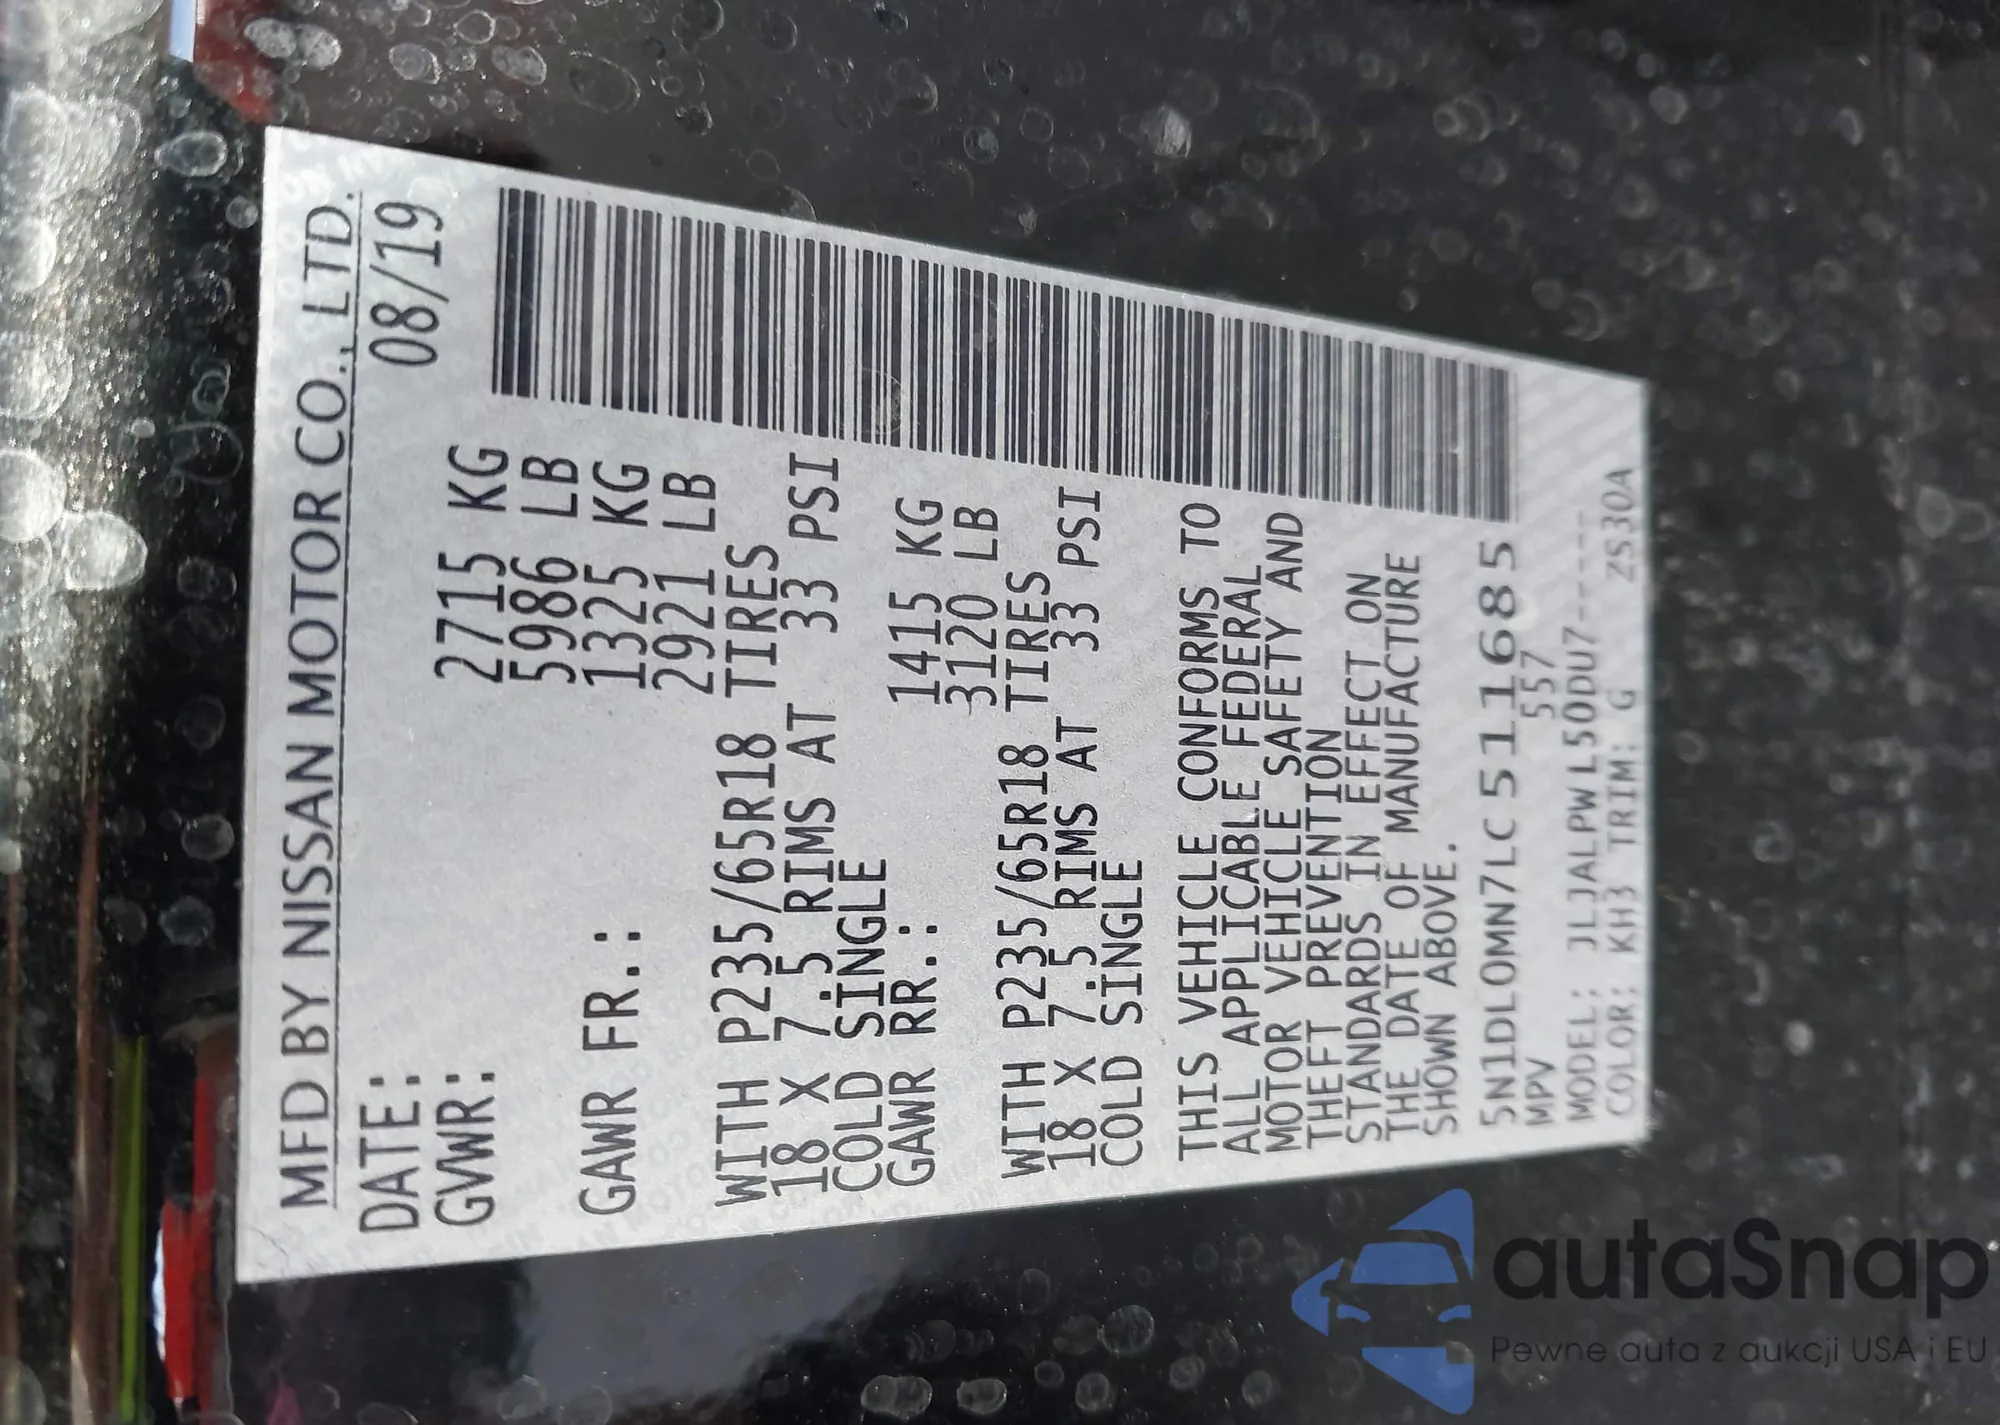 MFD BY NISSAN MOTOR CO., LTD.
DATE: 08/19
GVWR: 2715 KG
5986 LB
GAWR FR.: 1325 KG
2921 LB
WITH P235/65R18 TIRES
18 X 7.5 RIMS AT 33 PSI
COLD SINGLE
GAWR RR.: 1415 KG
3120 LB
WITH P235/65R18 TIRES
18 X 7.5 RIMS AT 33 PSI
COLD SINGLE
THIS VEHICLE CONFORMS TO
ALL APPLICABLE FEDERAL
MOTOR VEHICLE SAFETY AND
THEFT PREVENTION
STANDARDS IN EFFECT ON
THE DATE OF MANUFACTURE
SHOWN ABOVE.
5N1DL0MN7LC511685
MPV 557
MODEL: JLJALPWL50DU7-----
COLOR: KH3 TRIM: G ZS30A
autaSnap
Pewne auta z aukcji USA i EU